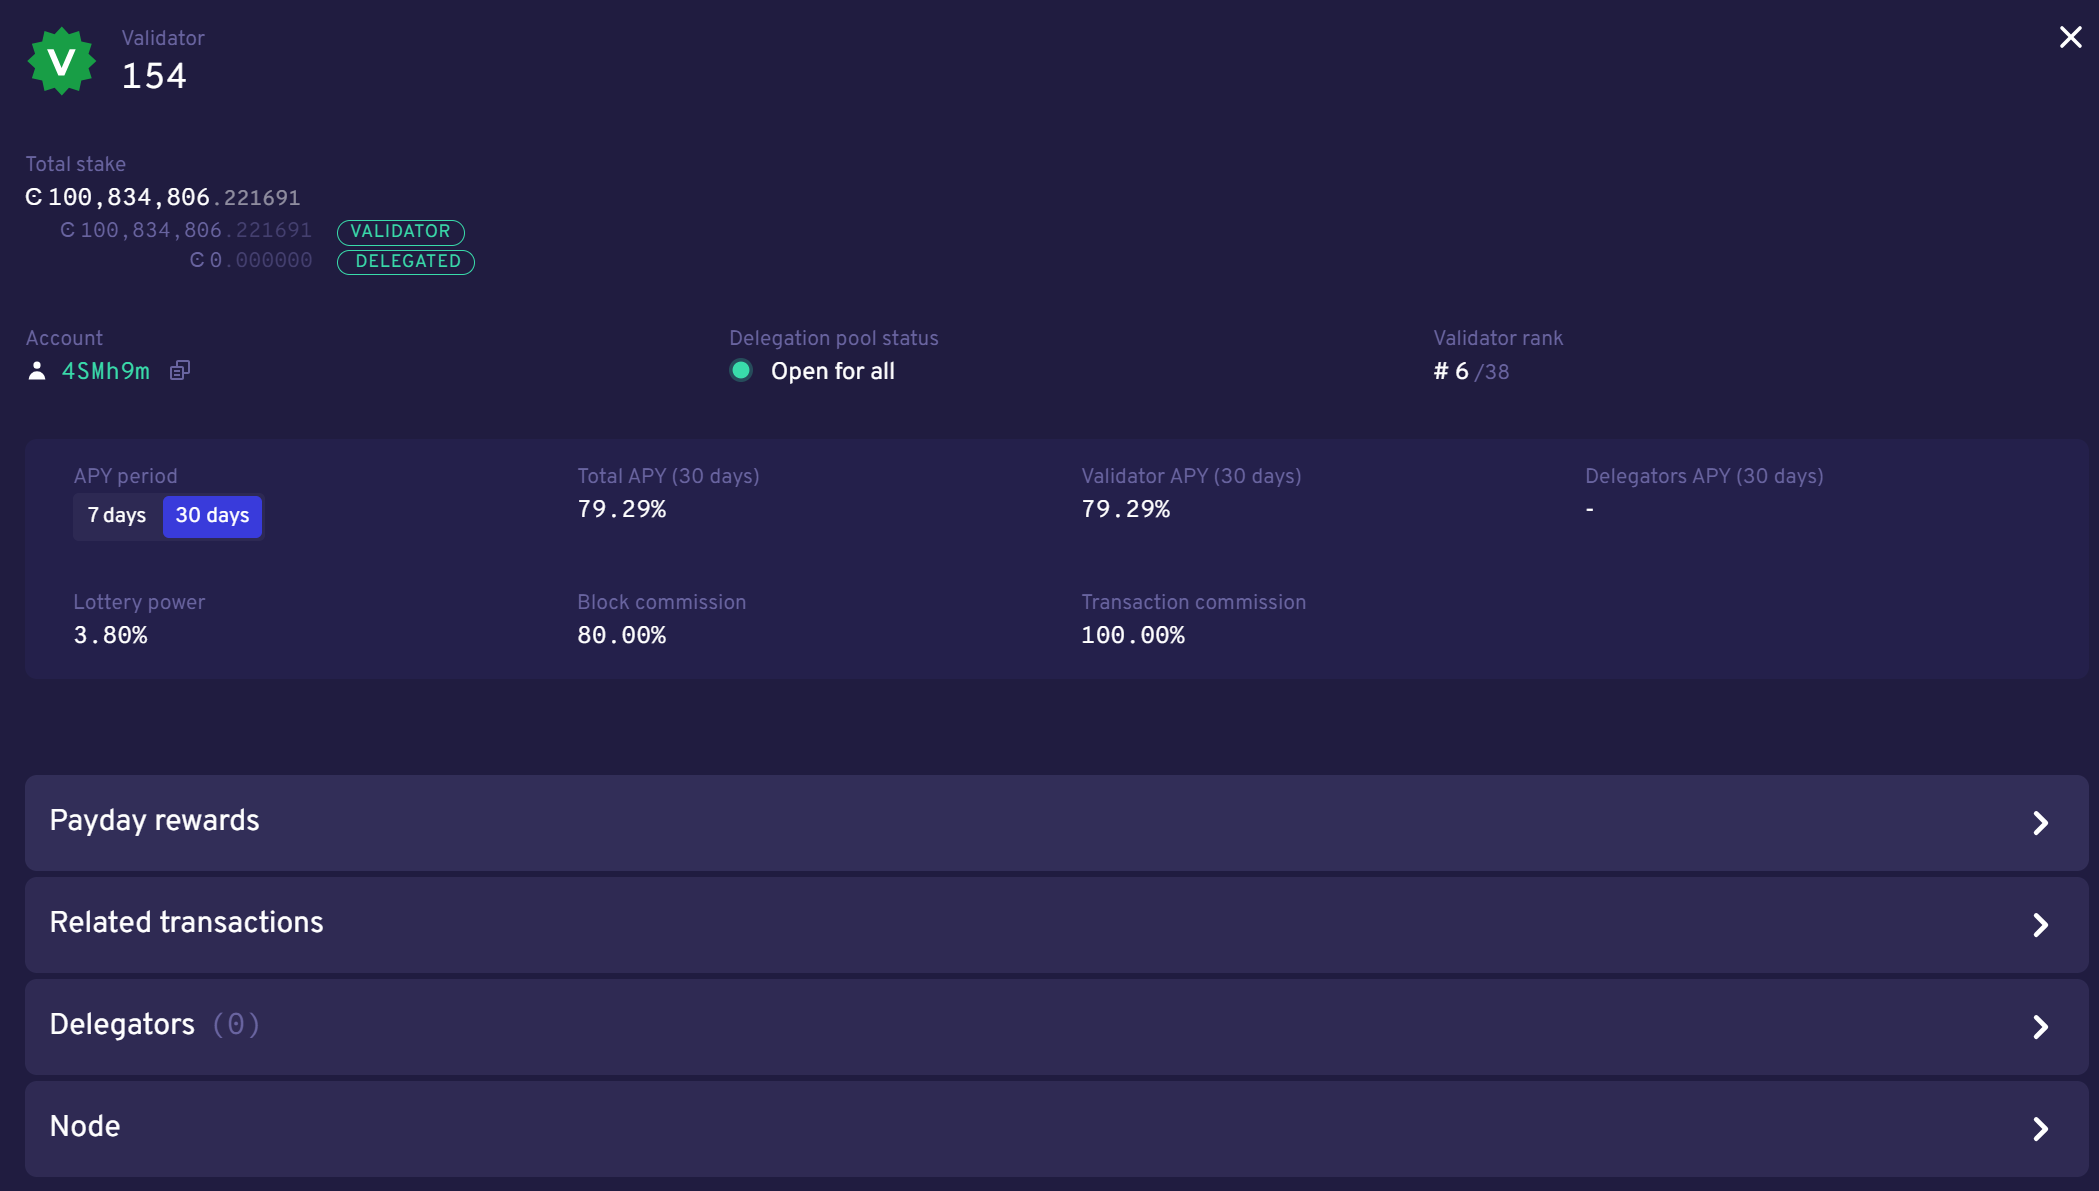 V
Validator
154
Total stake
Ͼ100,834,806.221691
Ͼ100,834,806.221691 VALIDATOR
Ͼ0.000000 DELEGATED
Account Delegation pool status Validator rank
4SMh9m Open for all # 6 /38
APY period Total APY (30 days) Validator APY (30 days) Delegators APY (30 days)
7 days 30 days 79.29% 79.29% -
Lottery power Block commission Transaction commission
3.80% 80.00% 100.00%
Payday rewards
Related transactions
Delegators (0)
Node